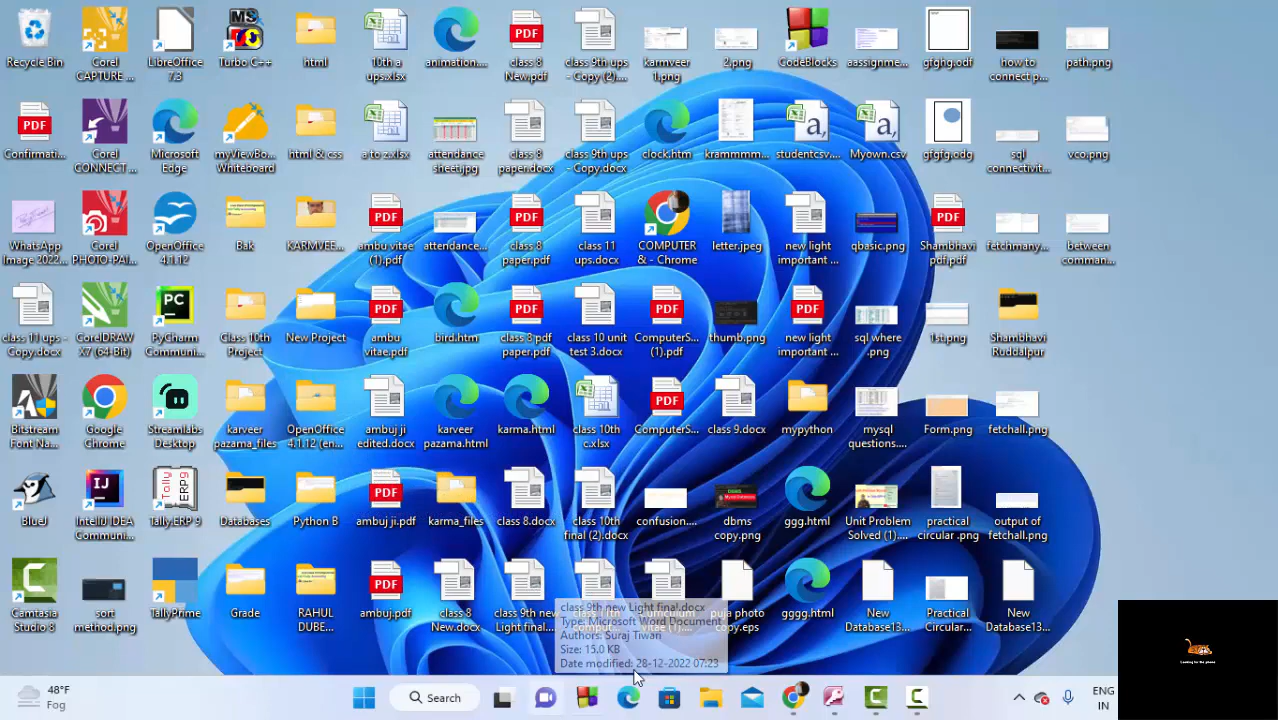 Recycle Bin
Corel CAPTURE ...
LibreOffice 7.3
Turbo C++
html
10th a ups.xlsx
animation....
class 8 New.pdf
class 9th ups - Copy (2)....
karmveer 1.png
2.png
CodeBlocks
aassignme...
gfghg.odf
how to connect p...
path.png
Confirmati...
Corel CONNECT ...
Microsoft Edge
myViewBo... Whiteboard
html & css
a to z.xlsx
attendance sheet.jpg
class 8 paper.docx
class 9th ups - Copy.docx
clock.htm
krammmm...
studentcsv....
Myown.csv
gfgfg.odg
sql connectivit...
vco.png
WhatsApp Image 2022...
Corel PHOTO-PAI...
OpenOffice 4.1.12
Bak
KARMVEE...
ambu vitae (1).pdf
attendance...
class 8 paper.pdf
class 11 ups.docx
COMPUTER & - Chrome
letter.jpeg
new light important ...
qbasic.png
Shambhavi pdf.pdf
fetchmany...
between comman...
class 11 ups - Copy.docx
CorelDRAW X7 (64-Bit)
PyCharm Communi...
Class 10th Project
New Project
ambu vitae.pdf
bird.htm
class 8 pdf paper.pdf
class 10 unit test 3.docx
ComputerS... (1).pdf
thumb.png
new light important ...
sql where .png
1st.png
Shambhavi Ruddalpur
Bitstream Font Na...
Google Chrome
Streamlabs Desktop
karveer pazama_files
OpenOffice 4.1.12 (en...
ambuj ji edited.docx
karveer pazama.html
karma.html
class 10th c.xlsx
ComputerS...
class 9.docx
mypython
mysql questions....
Form.png
fetchall.png
BlueJ
IntelliJ IDEA Communi...
Tally.ERP 9
Databases
Python B
ambuj ji.pdf
karma_files
class 8.docx
class 10th final (2).docx
confusion....
dbms copy.png
ggg.html
Unit Problem Solved (1)....
practical circular .png
output of fetchall.png
Camtasia Studio 8
sort method.png
TallyPrime
Grade
RAHUL DUBE...
ambuj.pdf
class 8 New.docx
class 9th new Light final....
puja photo copy.eps
gggg.html
New Database13...
Practical Circular...
New Database13...
class 9th new Light final.docx
Type: Microsoft Word Document
Authors: Suraj Tiwari
Size: 15.0 KB
Date modified: 28-12-2022 07:23
48°F
Fog
Search
ENG
IN